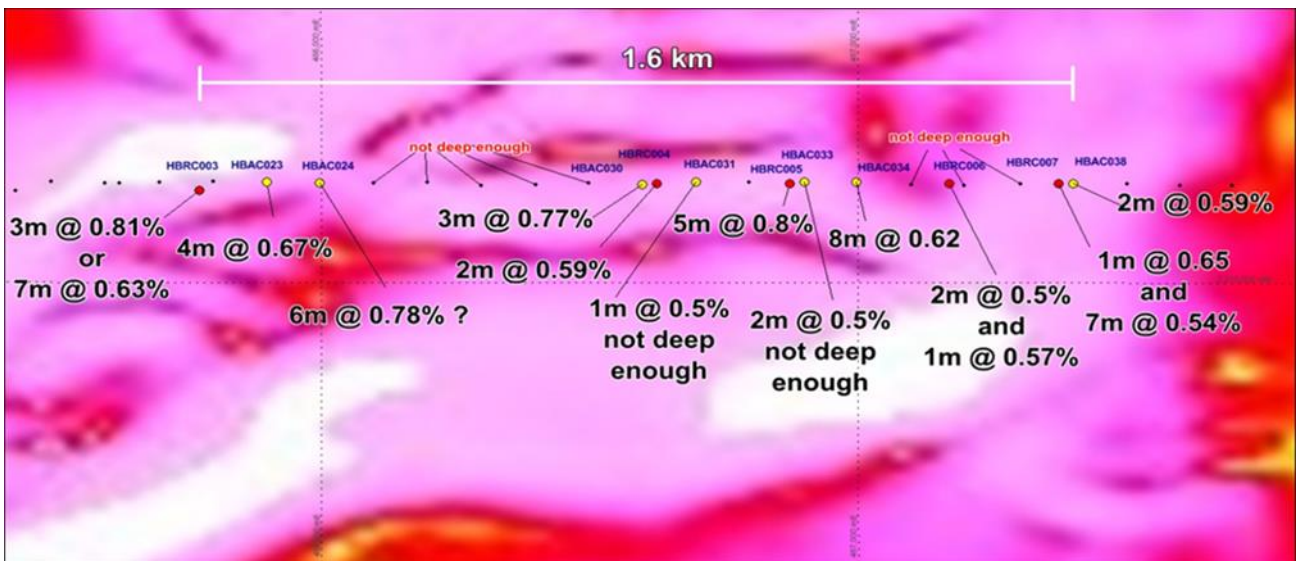 1.6 km
not deep enough
not deep enough
HBRC003
HBAC023
HBAC024
HBAC030
HBRC004
HBAC031
HBRC005
HBAC033
HBAC034
HBRC006
HBRC007
HBAC038
3m @ 0.81%
or
7m @ 0.63%
4m @ 0.67%
6m @ 0.78% ?
3m @ 0.77%
2m @ 0.59%
1m @ 0.5%
not deep
enough
5m @ 0.8%
2m @ 0.5%
not deep
enough
8m @ 0.62
2m @ 0.5%
and
1m @ 0.57%
2m @ 0.59%
1m @ 0.65
and
7m @ 0.54%